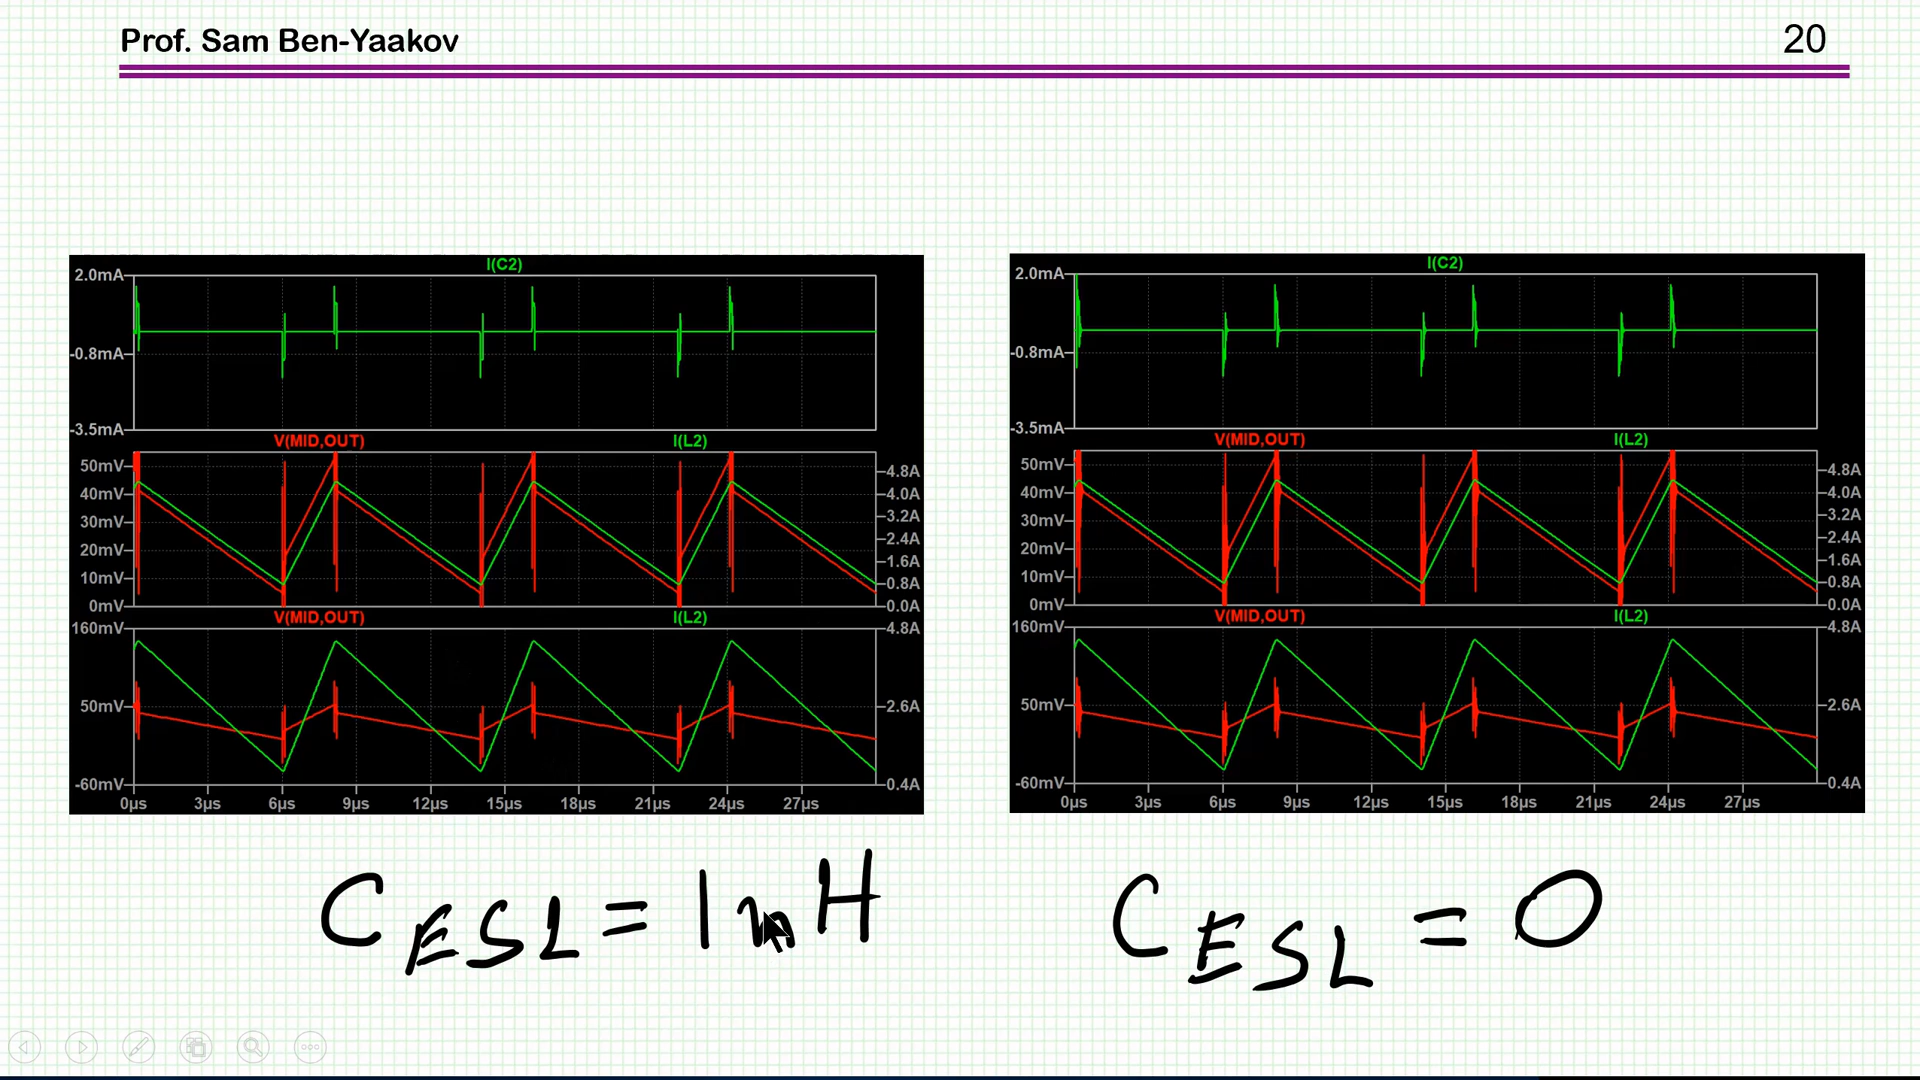 Prof. Sam Ben-Yaakov 20
I(C2)
2.0mA
-0.8mA
-3.5mA
V(MID,OUT) I(L2)
50mV 4.8A
40mV 4.0A
30mV 3.2A
20mV 2.4A
10mV 1.6A
0mV 0.8A
0.0A
V(MID,OUT) I(L2)
160mV 4.8A
50mV 2.6A
-60mV 0.4A
0µs 3µs 6µs 9µs 12µs 15µs 18µs 21µs 24µs 27µs
C ESL = 1nH
I(C2)
2.0mA
-0.8mA
-3.5mA
V(MID,OUT) I(L2)
50mV 4.8A
40mV 4.0A
30mV 3.2A
20mV 2.4A
10mV 1.6A
0mV 0.8A
0.0A
V(MID,OUT) I(L2)
160mV 4.8A
50mV 2.6A
-60mV 0.4A
0µs 3µs 6µs 9µs 12µs 15µs 18µs 21µs 24µs 27µs
C ESL = 0